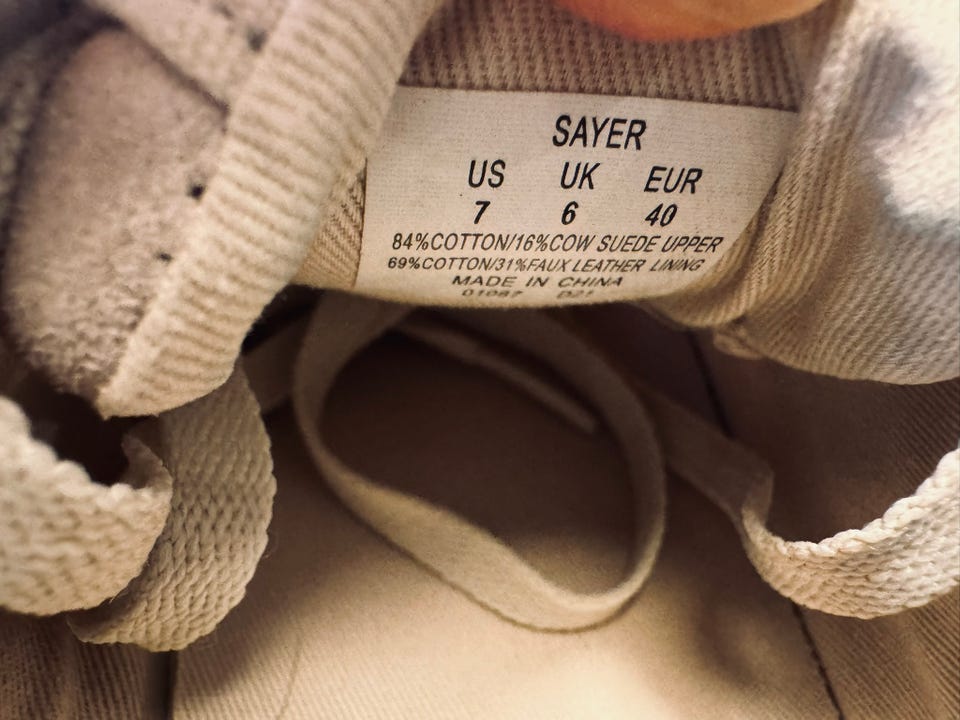 SAYER
US UK EUR
7 6 40
84%COTTON/16%COW SUEDE UPPER
69%COTTON/31%FAUX LEATHER LINING
MADE IN CHINA